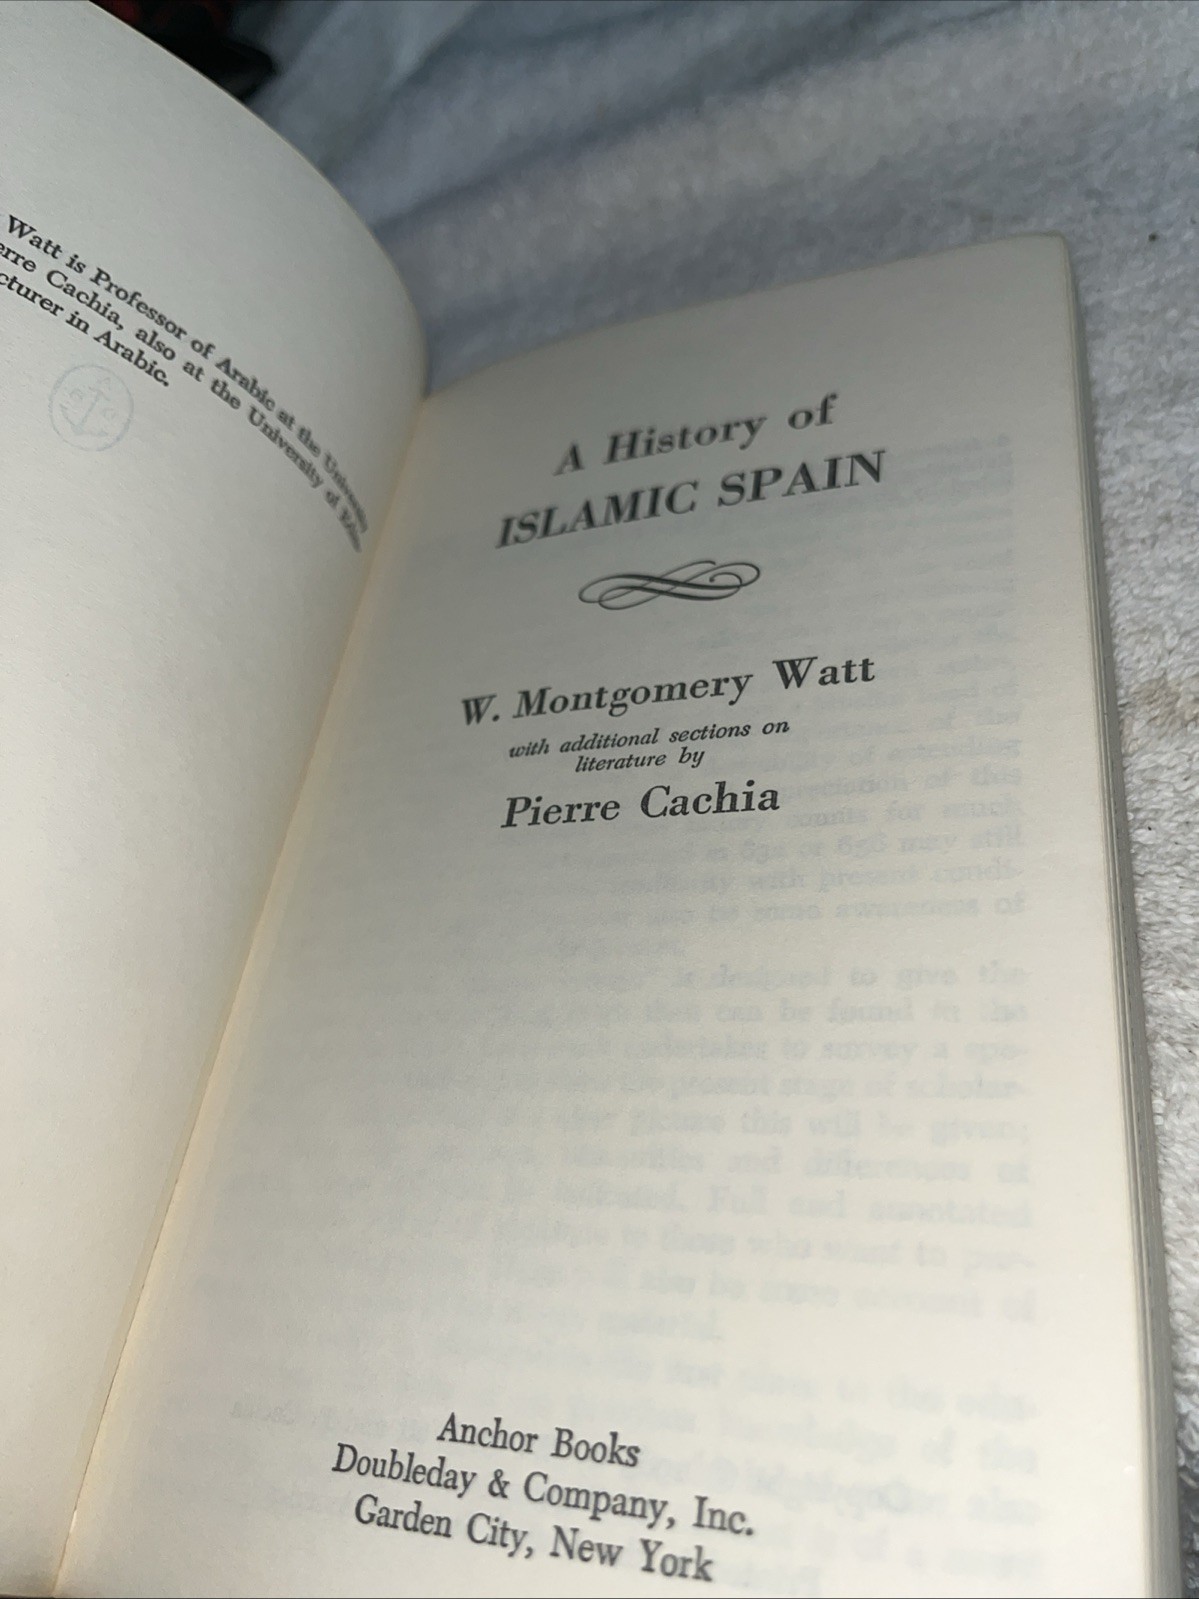 Watt is Professor of Arabic at the University
Cachia, also at the University of
in Arabic.
A History of
ISLAMIC SPAIN
W. Montgomery Watt
with additional sections on
literature by
Pierre Cachia
Anchor Books
Doubleday & Company, Inc.
Garden City, New York